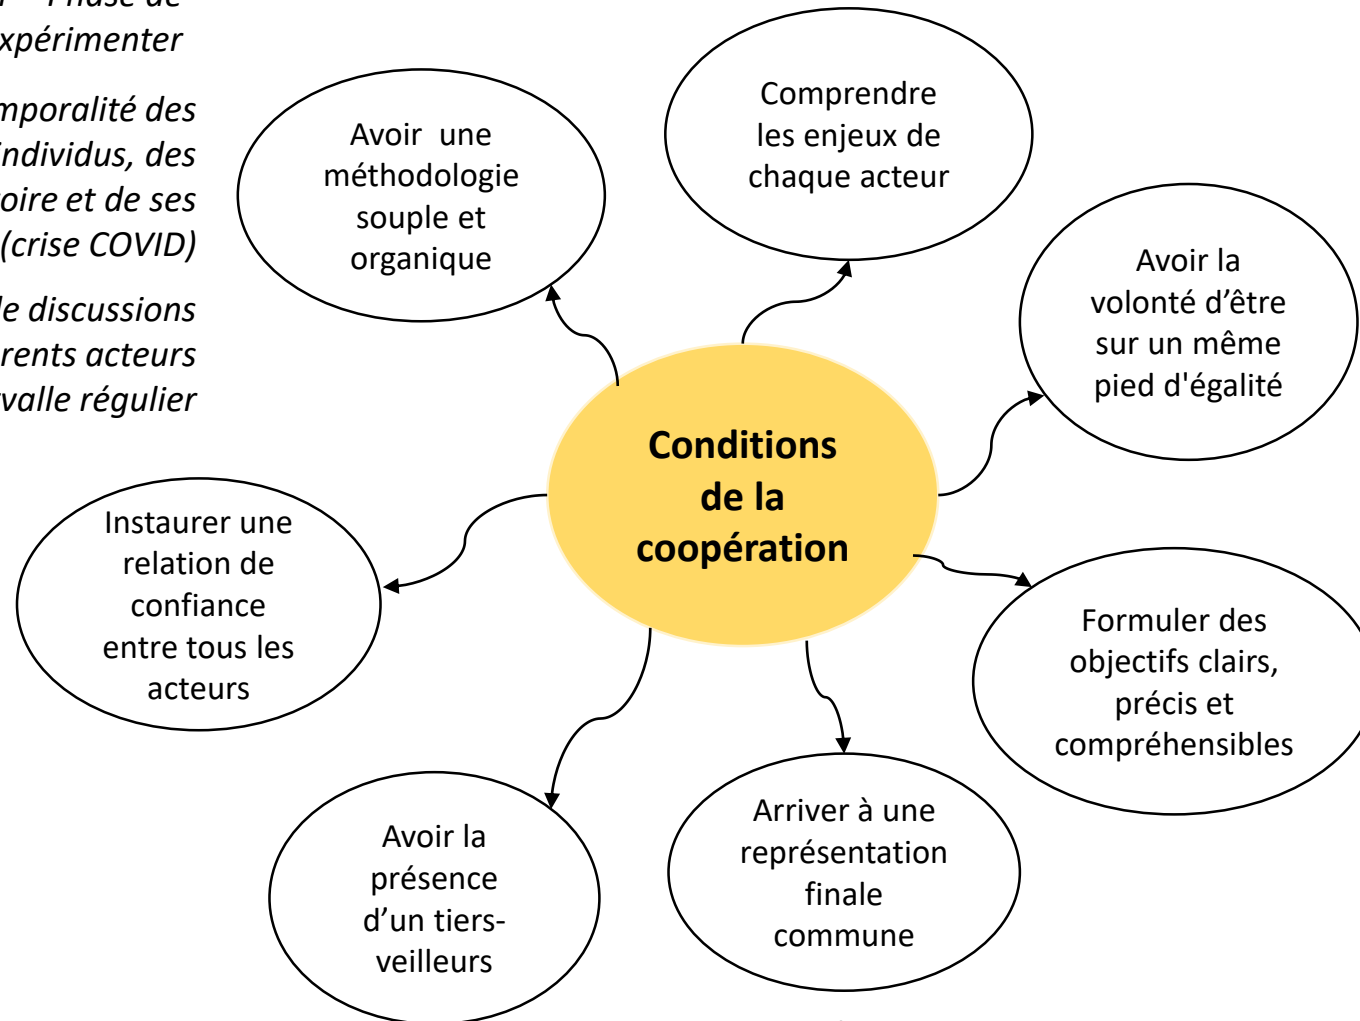 Phase de
expérimenter
mporalité des
individus, des
oire et de ses
(crise COVID)
le discussions
rents acteurs
valle régulier
Avoir une
méthodologie
souple et
organique
Comprendre
les enjeux de
chaque acteur
Avoir la
volonté d’être
sur un même
pied d'égalité
Conditions
de la
coopération
Instaurer une
relation de
confiance
entre tous les
acteurs
Formuler des
objectifs clairs,
précis et
compréhensibles
Avoir la
présence
d’un tiers-
veilleurs
Arriver à une
représentation
finale
commune